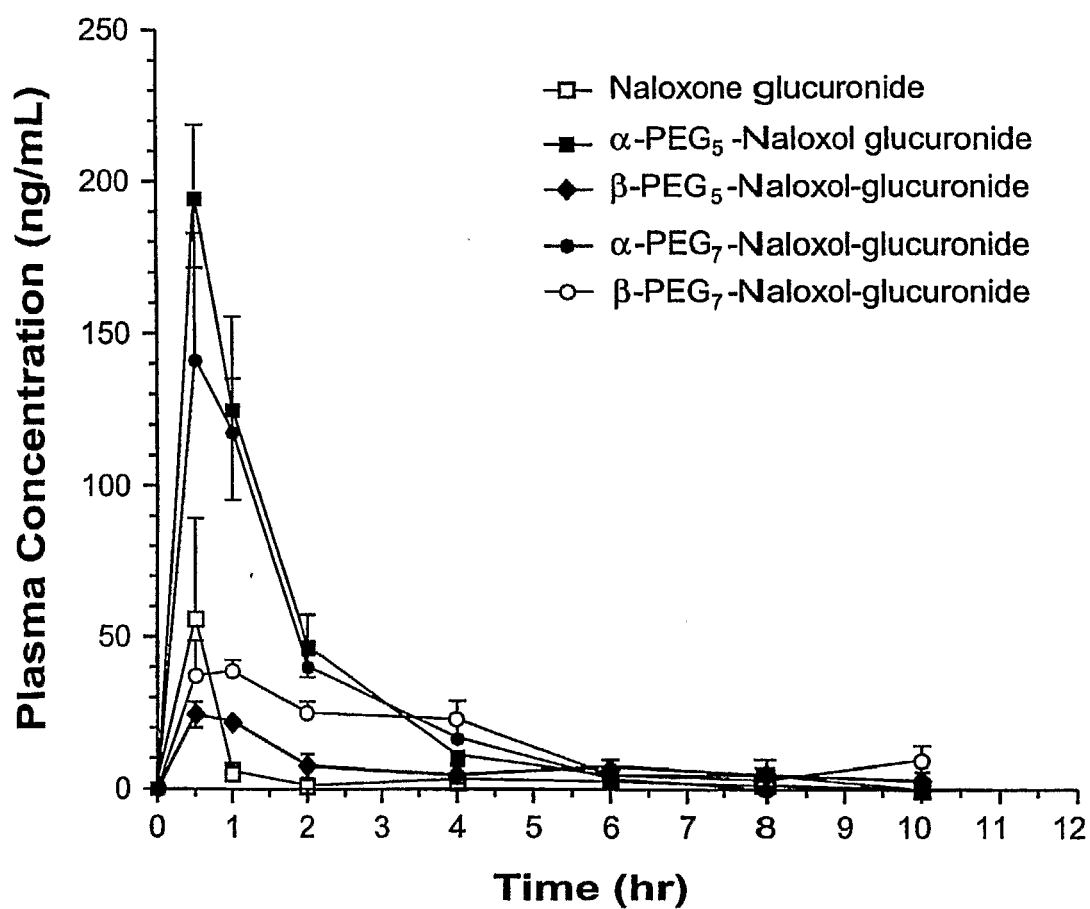 250
200
150
100
50
0
Plasma Concentration (ng/mL)
Naloxone glucuronide
α-PEG₅-Naloxol glucuronide
β-PEG₅-Naloxol-glucuronide
α-PEG₇-Naloxol-glucuronide
β-PEG₇-Naloxol-glucuronide
0 1 2 4 5 6 7 8 9 10 11 12
Time (hr)